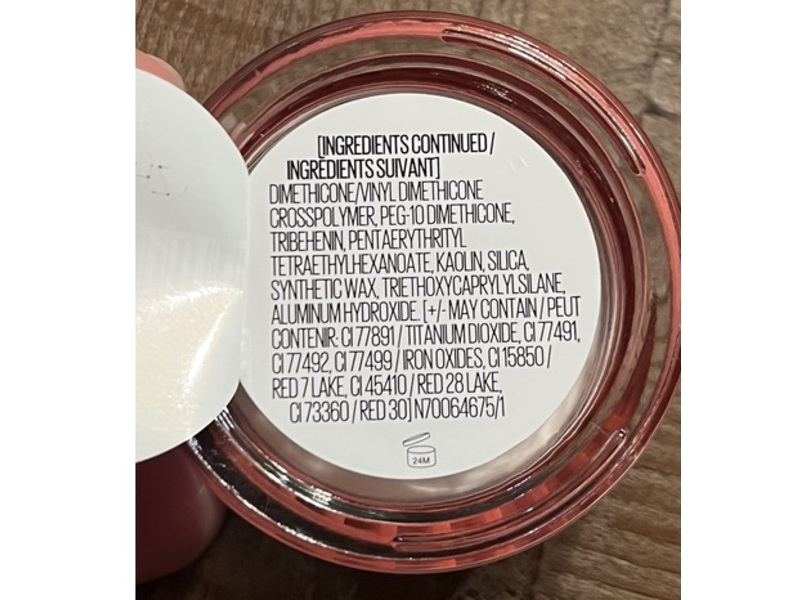 [INGREDIENTS CONTINUED /
INGRÉDIENTS SUIVANT]
DIMETHICONE/VINYL DIMETHICONE
CROSSPOLYMER, PEG-10 DIMETHICONE,
TRIBEHENIN, PENTAERYTHRITYL
TETRAETHYLHEXANOATE, KAOLIN, SILICA,
SYNTHETIC WAX, TRIETHOXYCAPRYLYLSILANE,
ALUMINUM HYDROXIDE. [+/- MAY CONTAIN / PEUT
CONTENIR: CI 77891 / TITANIUM DIOXIDE, CI 77491,
CI 77492, CI 77499 / IRON OXIDES, CI 15850 /
RED 7 LAKE, CI 45410 / RED 28 LAKE,
CI 73360 / RED 30] N70064675/1
24M